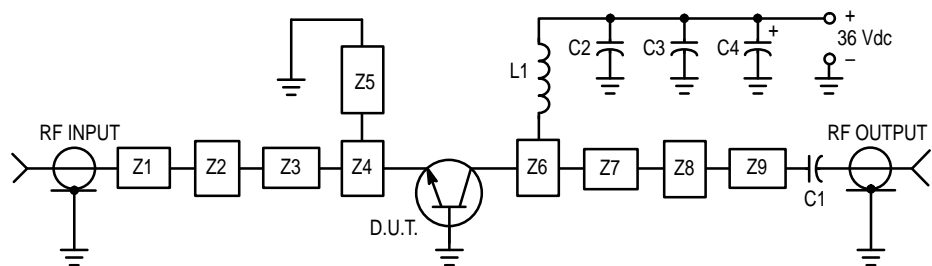 +
C2
C3
C4
+
36 Vdc
–
L1
Z5
RF INPUT
RF OUTPUT
Z1
Z2
Z3
Z4
Z6
Z7
Z8
Z9
C1
D.U.T.